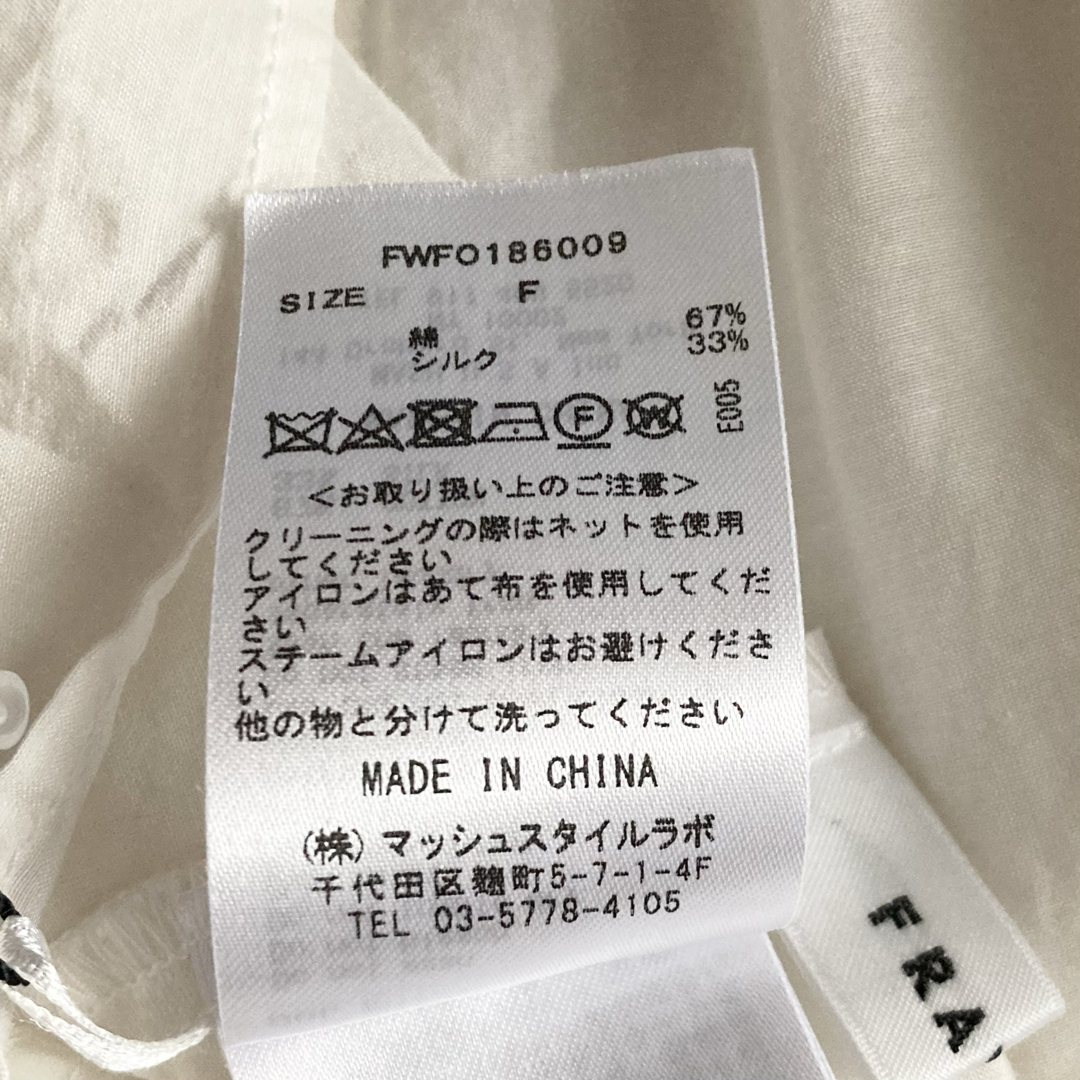 FWFO186009
SIZE F
綿 67%
シルク 33%
F W
E005
<お取り扱い上のご注意>
クリーニングの際はネットを使用
してください
アイロンはあて布を使用してくだ
さい
スチームアイロンはお避けくださ
い
他の物と分けて洗ってください
MADE IN CHINA
(株)マッシュスタイルラボ
千代田区麹町5-7-1-4F
TEL 03-5778-4105
FRA